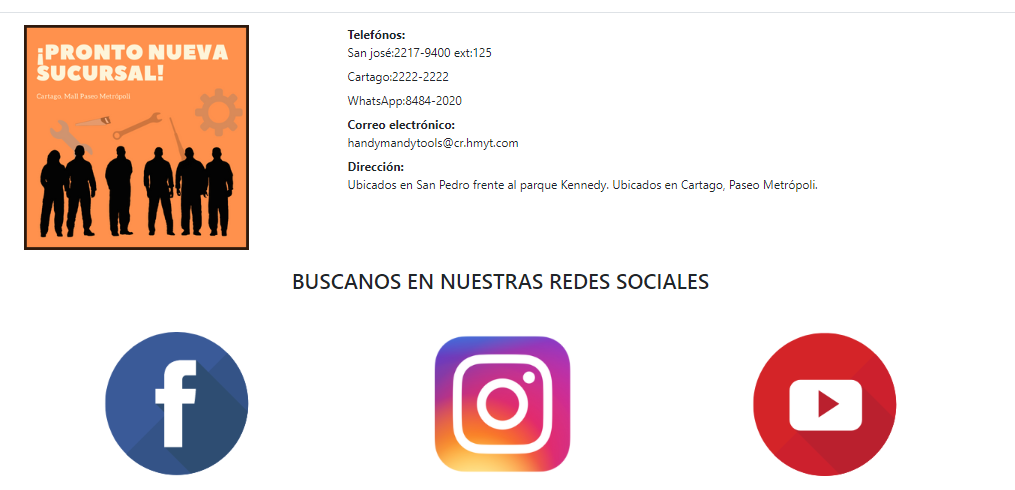 ¡PRONTO NUEVA
SUCURSAL!
Cartago, Mall Paseo Metrópoli
Telefónos:
San josé:2217-9400 ext:125
Cartago:2222-2222
WhatsApp:8484-2020
Correo electrónico:
handymandytools@cr.hmyt.com
Dirección:
Ubicados en San Pedro frente al parque Kennedy. Ubicados en Cartago, Paseo Metrópoli.
BUSCANOS EN NUESTRAS REDES SOCIALES